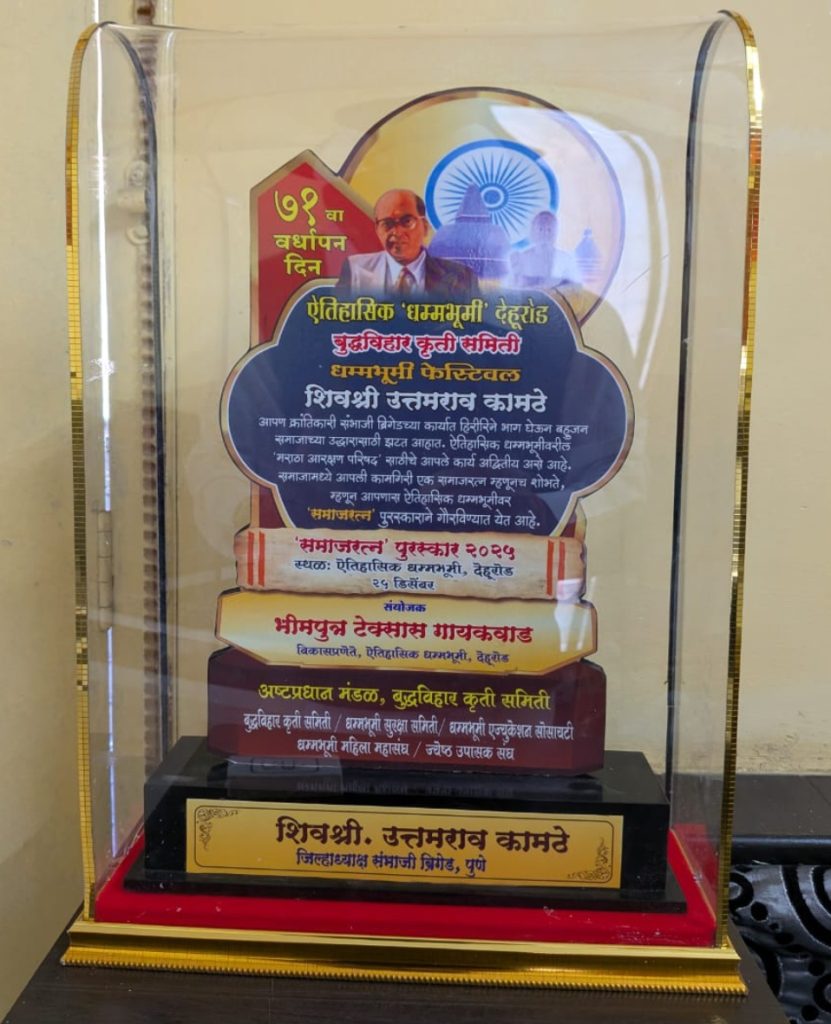 ७१ वा
वर्धापन
दिन
ऐतिहासिक 'धम्मभूमी' देहूरोड
बुद्धविहार कृती समिती
धम्मभूमी फेस्टिवल
शिवश्री उत्तमराव कामठे
आपण क्रांतिकारी संभाजी ब्रिगेडच्या कार्यात हिरीरिने भाग घेऊन बहुजन
समाजाच्या उद्धारासाठी झटत आहात. ऐतिहासिक धम्मभूमीवरील
'मराठा आरक्षण परिषद' साठीचे आपले कार्य अद्वितीय असे आहे.
समाजामध्ये आपली कामगिरी एक समाजरत्न म्हणूनच शोभते,
म्हणून आपणास ऐतिहासिक धम्मभूमीवर
'समाजरत्न' पुरस्काराने गौरविण्यात येत आहे.
'समाजरत्न' पुरस्कार २०२५
स्थळः ऐतिहासिक धम्मभूमी, देहूरोड
२५ डिसेंबर
संयोजक
भीमपुत्र टेक्सास गायकवाड
विकासप्रणेते, ऐतिहासिक धम्मभूमी, देहूरोड
अष्टप्रधान मंडळ, बुद्धविहार कृती समिती
बुद्धविहार कृती समिती / धम्मभूमी सुरक्षा समिती / धम्मभूमी एज्युकेशन सोसायटी
धम्मभूमी महिला महासंघ / ज्येष्ठ उपासक संघ
शिवश्री. उत्तमराव कामठे
जिल्हाध्यक्ष संभाजी ब्रिगेड, पुणे